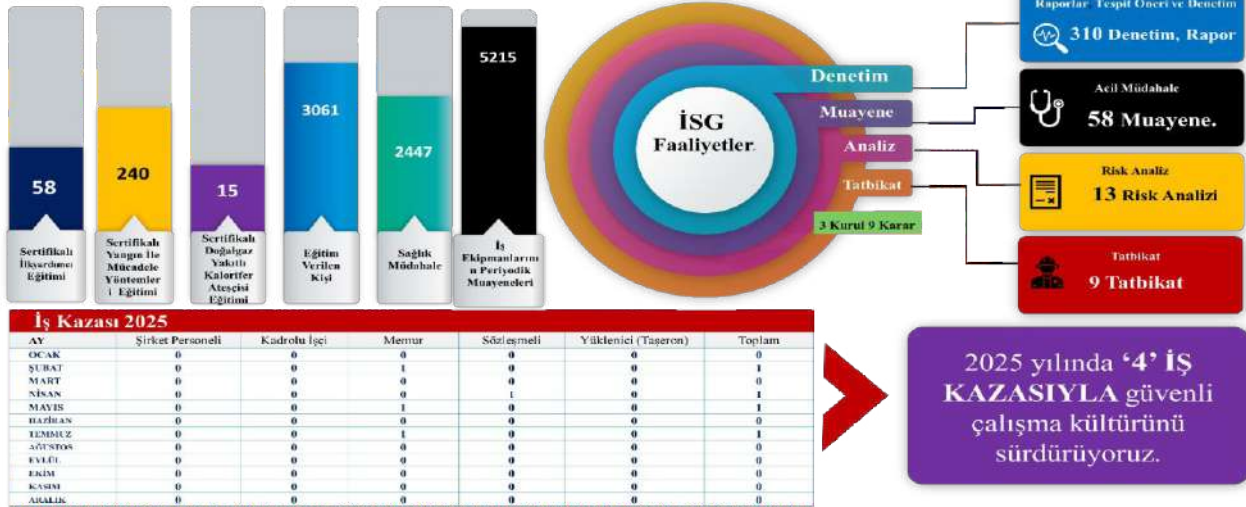 58
Sertifikalı
İlkyardımcı
Eğitimi
240
Sertifikalı
Yangın İle
Mücadele
Yöntemler
i Eğitimi
15
Sertifikalı
Doğalgaz
Yakıtlı
Kalorifer
Ateşçisi
Eğitimi
3061
Eğitim
Verilen
Kişi
2447
Sağlık
Müdahale
5215
İş
Ekipmanlarını
n Periyodik
Muayeneleri
İSG
Faaliyetler.
Denetim
Muayene
Analiz
Tatbikat
3 Kurul 9 Karar
Raporlar, Tespit Öneri ve Denetim
310 Denetim, Rapor
Acil Müdahale
58 Muayene.
Risk Analiz
13 Risk Analizi
Tatbikat
9 Tatbikat
İş Kazası 2025
AY Şirket Personeli Kadrolu İşçi Memur Sözleşmeli Yüklenici (Taşeron) Toplam
OCAK 0 0 0 0 0 0
ŞUBAT 0 0 1 0 0 1
MART 0 0 0 0 0 0
NİSAN 0 0 0 1 0 1
MAYIS 0 0 1 0 0 1
HAZİRAN 0 0 0 0 0 0
TEMMUZ 0 0 1 0 0 1
AĞUSTOS 0 0 0 0 0 0
EYLÜL 0 0 0 0 0 0
EKİM 0 0 0 0 0 0
KASIM 0 0 0 0 0 0
ARALIK 0 0 0 0 0 0
2025 yılında ‘4’ İŞ
KAZASIYLA güvenli
çalışma kültürünü
sürdürüyoruz.